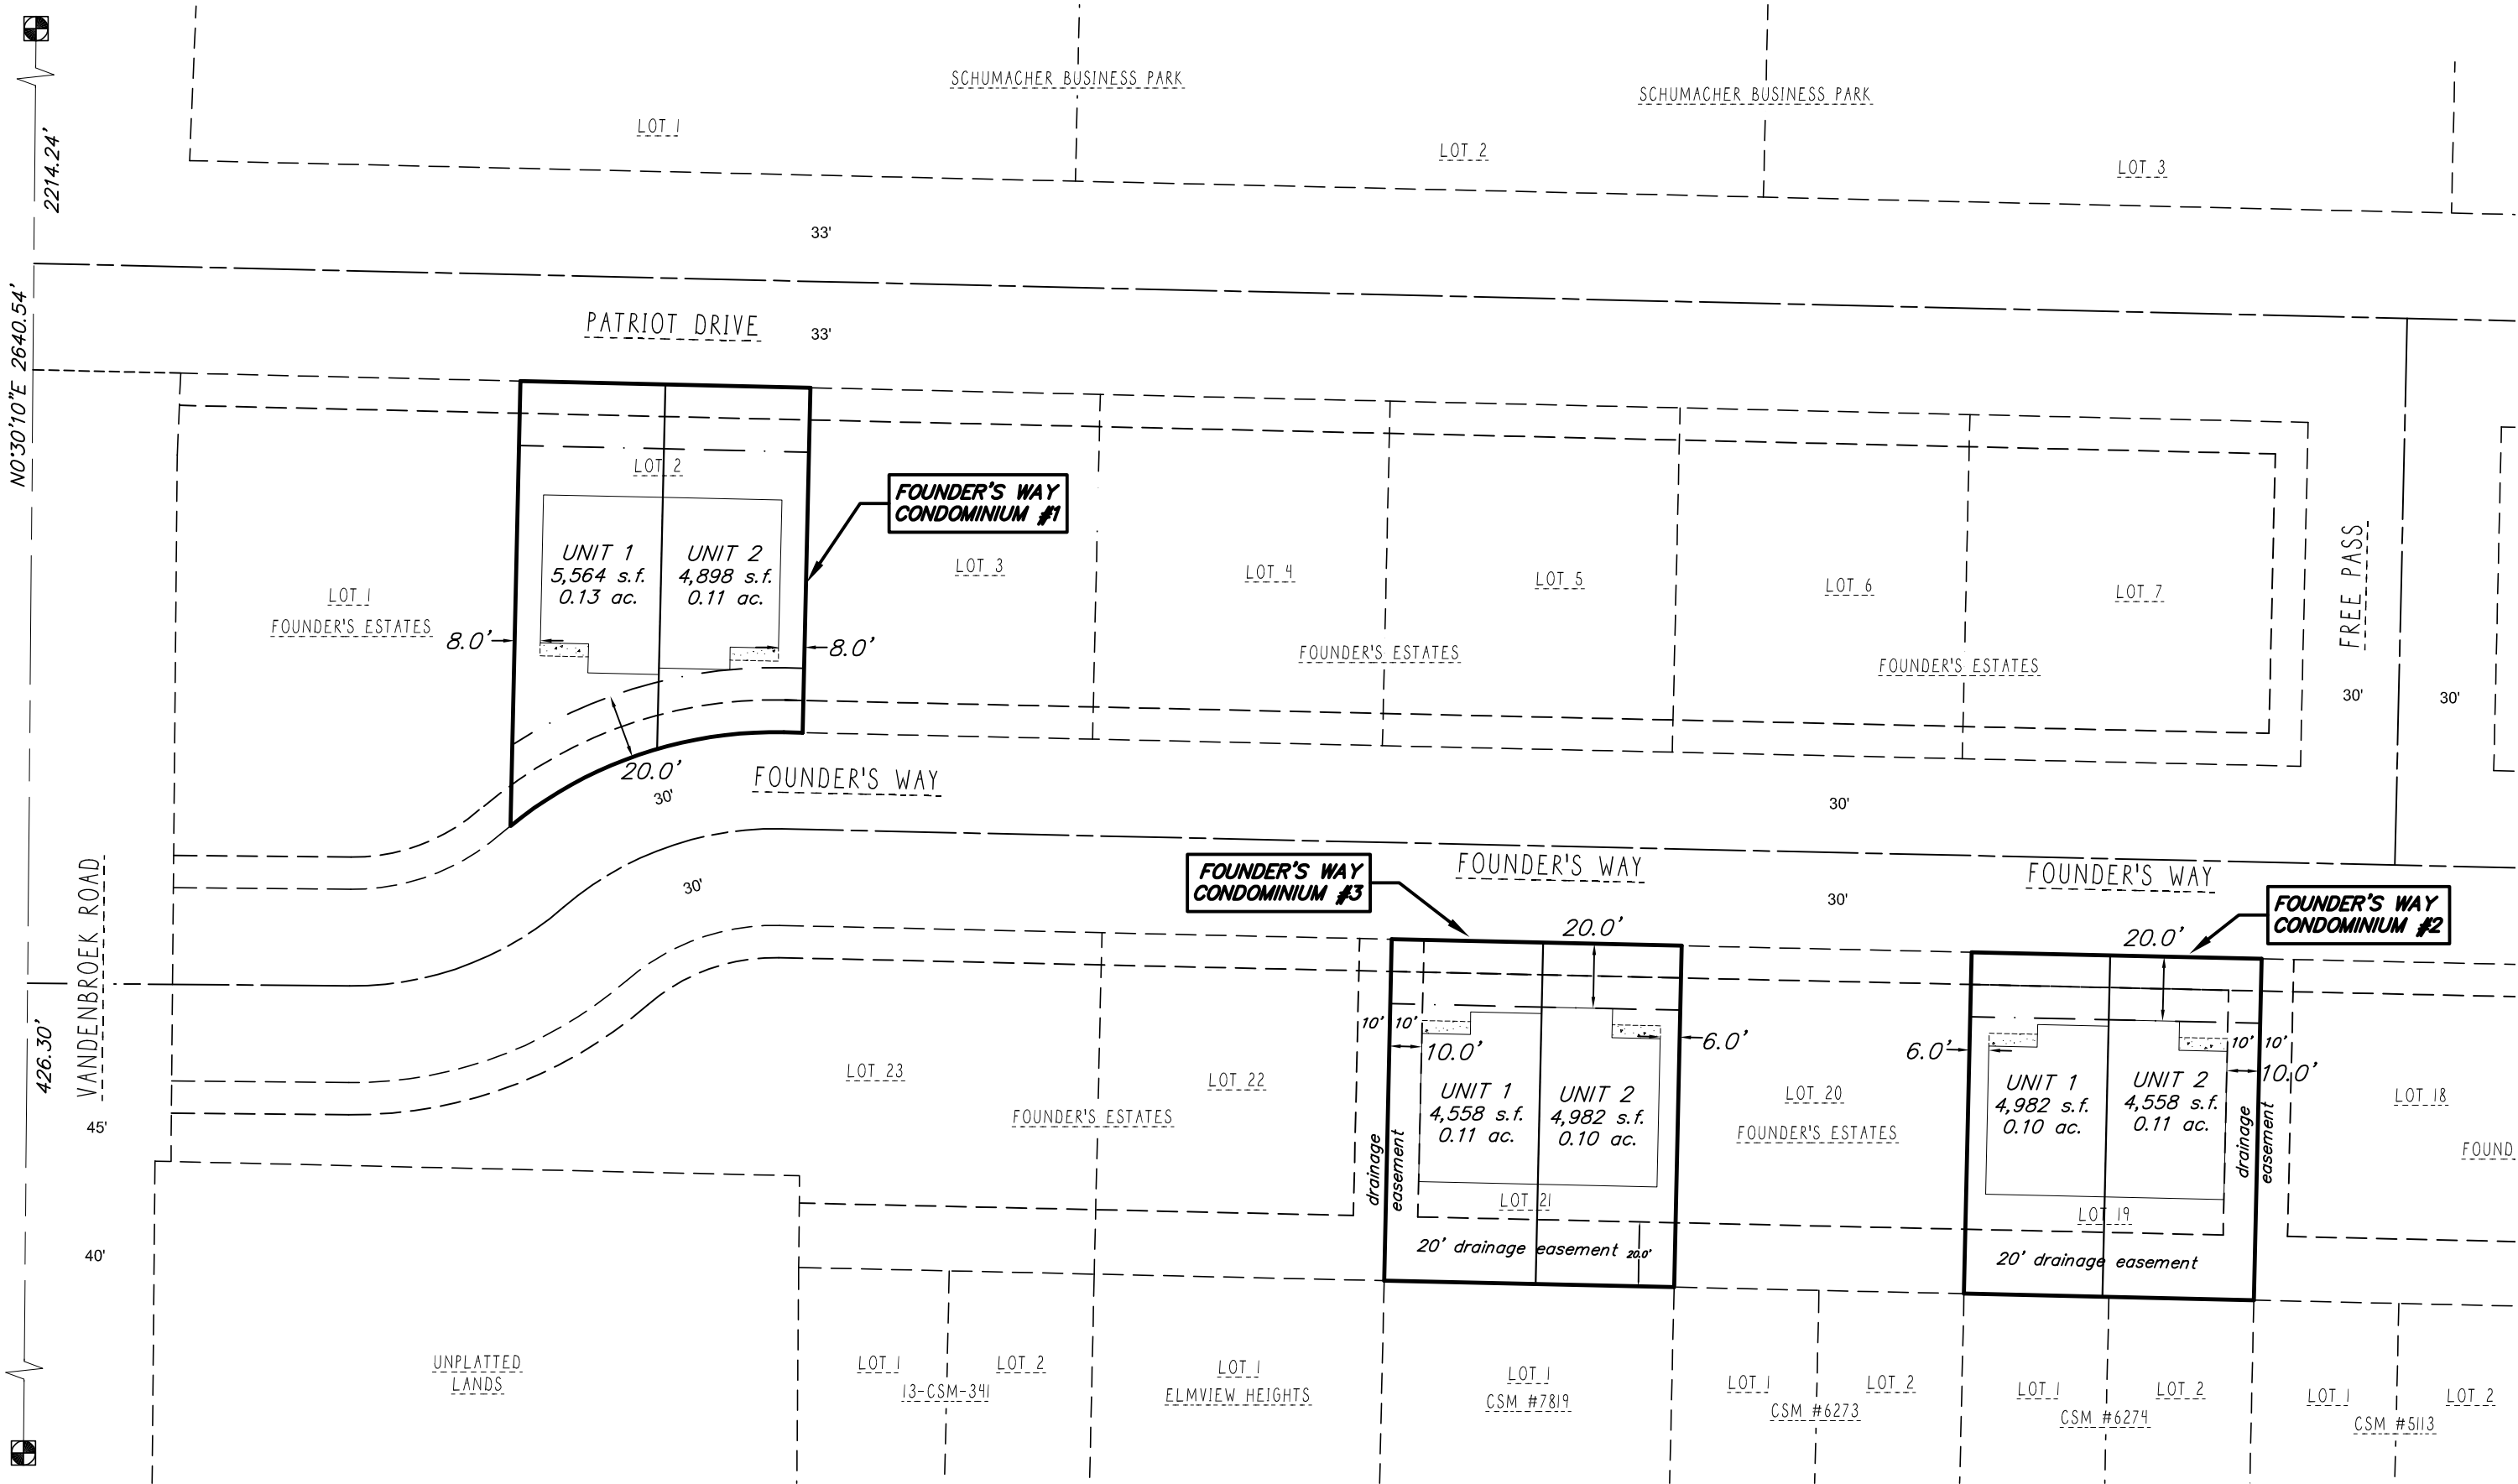 SCHUMACHER BUSINESS PARK
SCHUMACHER BUSINESS PARK
LOT 1
LOT 2
LOT 3
2214.24'
N0°30'10"E 2640.54'
33'
PATRIOT DRIVE
33'
LOT 2
FOUNDER'S WAY
CONDOMINIUM #1
UNIT 1
5,564 s.f.
0.13 ac.
UNIT 2
4,898 s.f.
0.11 ac.
LOT 1
FOUNDER'S ESTATES
8.0'
8.0'
LOT 3
LOT 4
LOT 5
LOT 6
LOT 7
FOUNDER'S ESTATES
FOUNDER'S ESTATES
FREE PASS
30'
30'
20.0'
30'
FOUNDER'S WAY
30'
30'
FOUNDER'S WAY
CONDOMINIUM #3
FOUNDER'S WAY
30'
FOUNDER'S WAY
FOUNDER'S WAY
CONDOMINIUM #2
20.0'
20.0'
VANDENBROEK ROAD
426.30'
45'
40'
LOT 23
LOT 22
FOUNDER'S ESTATES
10'
10'
10.0'
6.0'
UNIT 1
4,558 s.f.
0.11 ac.
UNIT 2
4,982 s.f.
0.10 ac.
drainage
easement
LOT 21
20' drainage easement
20.0'
LOT 20
FOUNDER'S ESTATES
6.0'
UNIT 1
4,982 s.f.
0.10 ac.
UNIT 2
4,558 s.f.
0.11 ac.
10'
10'
10.0'
drainage
easement
LOT 19
20' drainage easement
LOT 18
FOUND
UNPLATTED
LANDS
LOT 1
LOT 2
13-CSM-341
LOT 1
ELMVIEW HEIGHTS
LOT 1
CSM #7819
LOT 1
LOT 2
CSM #6273
LOT 1
LOT 2
CSM #6274
LOT 1
LOT 2
CSM #5113